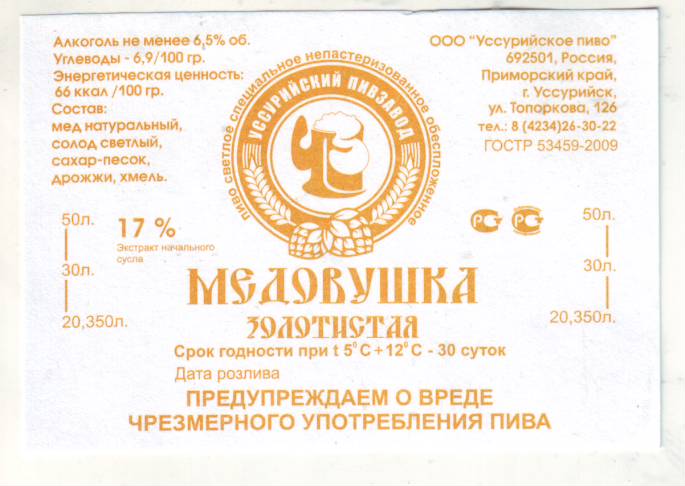 Алкоголь не менее 6,5% об.
Углеводы - 6,9/100 гр.
Энергетическая ценность:
66 ккал /100 гр.
Состав:
мед натуральный,
солод светлый,
сахар-песок,
дрожжи, хмель.
пиво светлое специальное непастеризованное обеспложенное
УССУРИЙСКИЙ ПИВЗАВОД
ООО "Уссурийское пиво"
692501, Россия,
Приморский край,
г. Уссурийск,
ул. Топоркова, 126
тел.: 8 (4234)26-30-22
ГОСТР 53459-2009
50л.
30л.
20,350л.
17 %
Экстракт начального
сусла
50л.
30л.
20,350л.
МЕДОВУШКА
ЗОЛОТИСТАЯ
Срок годности при t 5⁰С+12⁰С - 30 суток
Дата розлива
ПРЕДУПРЕЖДАЕМ О ВРЕДЕ
ЧРЕЗМЕРНОГО УПОТРЕБЛЕНИЯ ПИВА